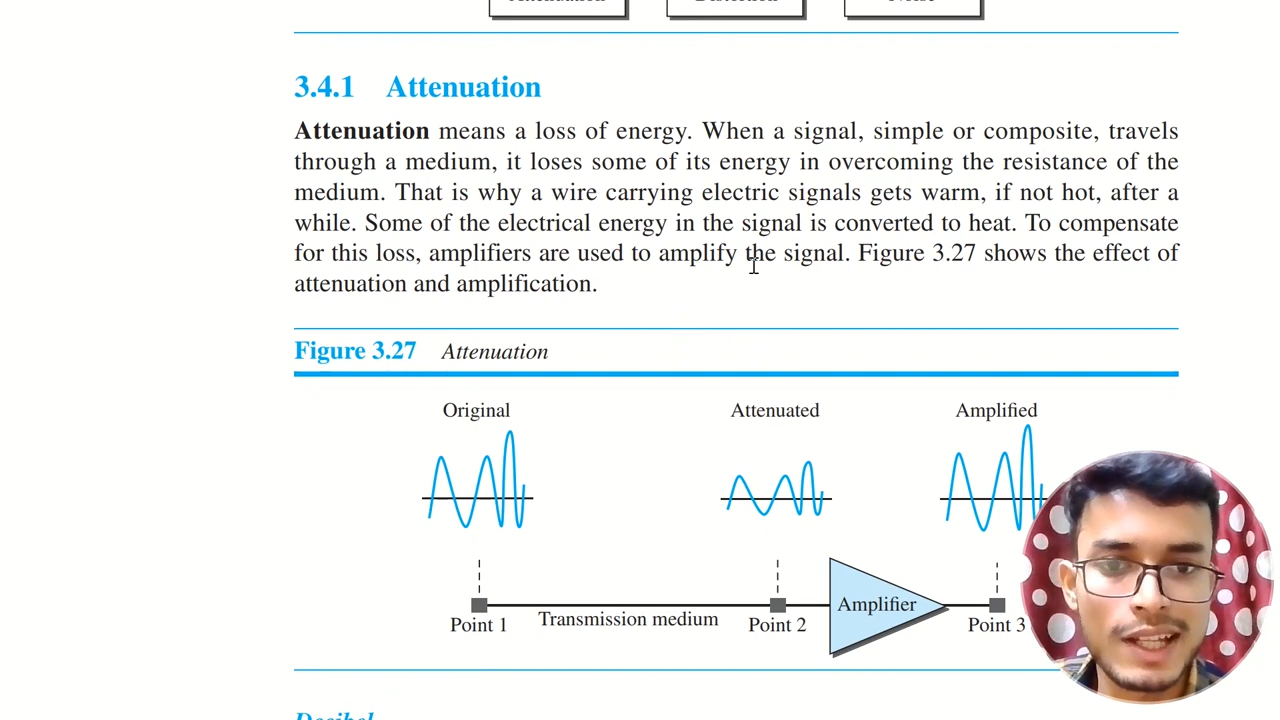 Attenuation Distortion Noise
3.4.1 Attenuation
Attenuation means a loss of energy. When a signal, simple or composite, travels
through a medium, it loses some of its energy in overcoming the resistance of the
medium. That is why a wire carrying electric signals gets warm, if not hot, after a
while. Some of the electrical energy in the signal is converted to heat. To compensate
for this loss, amplifiers are used to amplify the signal. Figure 3.27 shows the effect of
attenuation and amplification.
Figure 3.27 Attenuation
Original Attenuated Amplified
Amplifier
Transmission medium
Point 1 Point 2 Point 3
Decibel